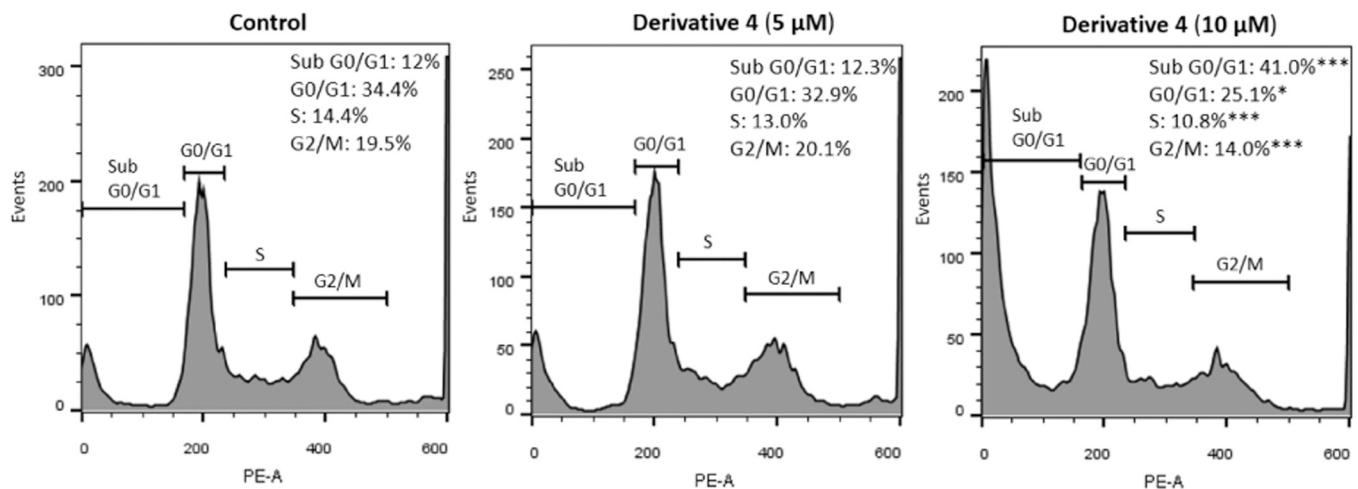 Control
Sub G0/G1: 12%
G0/G1: 34.4%
S: 14.4%
G2/M: 19.5%
Events
300
200
100
0
Sub
G0/G1
G0/G1
S
G2/M
0
200
400
600
PE-A
Derivative 4 (5 µM)
Sub G0/G1: 12.3%
G0/G1: 32.9%
S: 13.0%
G2/M: 20.1%
Events
250
200
150
100
50
0
Sub
G0/G1
G0/G1
S
G2/M
0
200
400
600
PE-A
Derivative 4 (10 µM)
Sub G0/G1: 41.0%***
G0/G1: 25.1%*
S: 10.8%***
G2/M: 14.0%***
Events
200
150
100
50
0
Sub
G0/G1
G0/G1
S
G2/M
0
200
400
600
PE-A